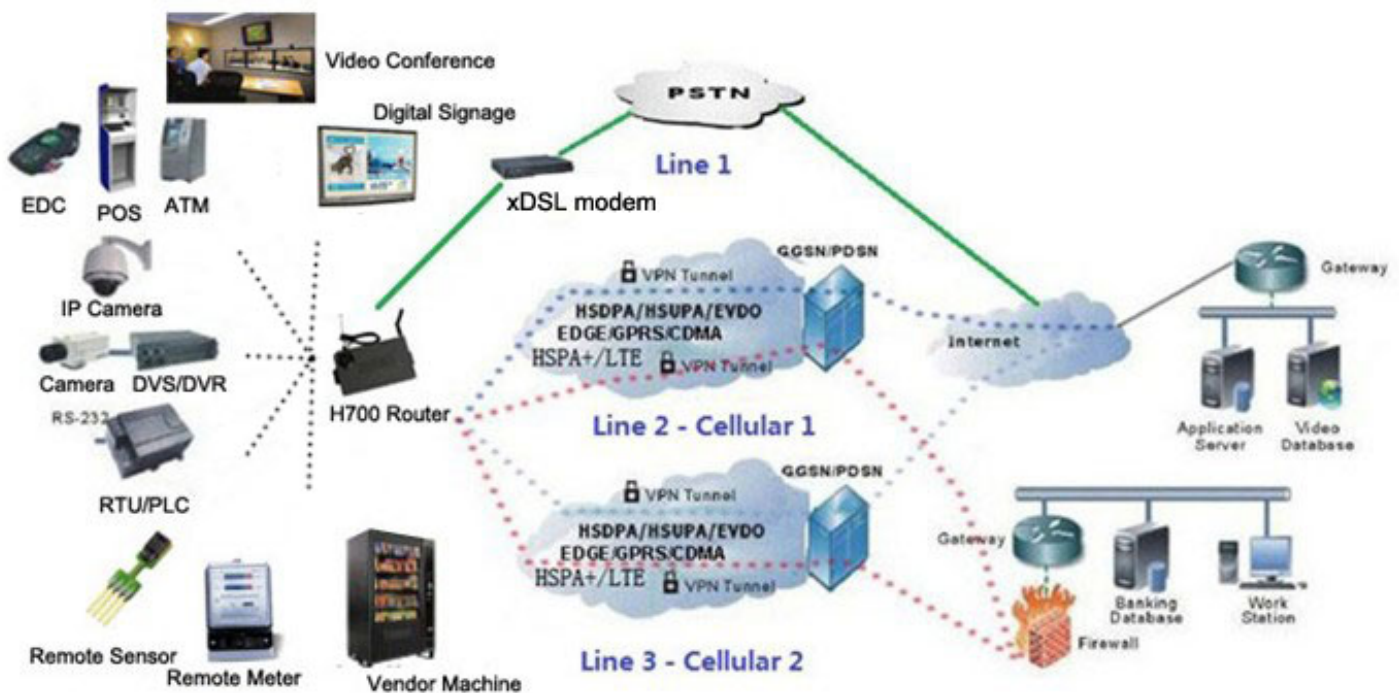 Video Conference
Digital Signage
EDC
POS
ATM
PSTN
Line 1
xDSL modem
IP Camera
Camera
DVS/DVR
RS-232
RTU/PLC
H700 Router
GGSN/PDSN
VPN Tunnel
HSDPA/HSUPA/EVDO
EDGE/GPRS/CDMA
HSPA+/LTE
VPN Tunnel
Line 2 - Cellular 1
Internet
Gateway
Application
Server
Video
Database
GGSN/PDSN
VPN Tunnel
HSDPA/HSUPA/EVDO
EDGE/GPRS/CDMA
HSPA+/LTE
VPN Tunnel
Line 3 - Cellular 2
Gateway
Banking
Database
Work
Station
Firewall
Remote Sensor
Remote Meter
Vendor Machine